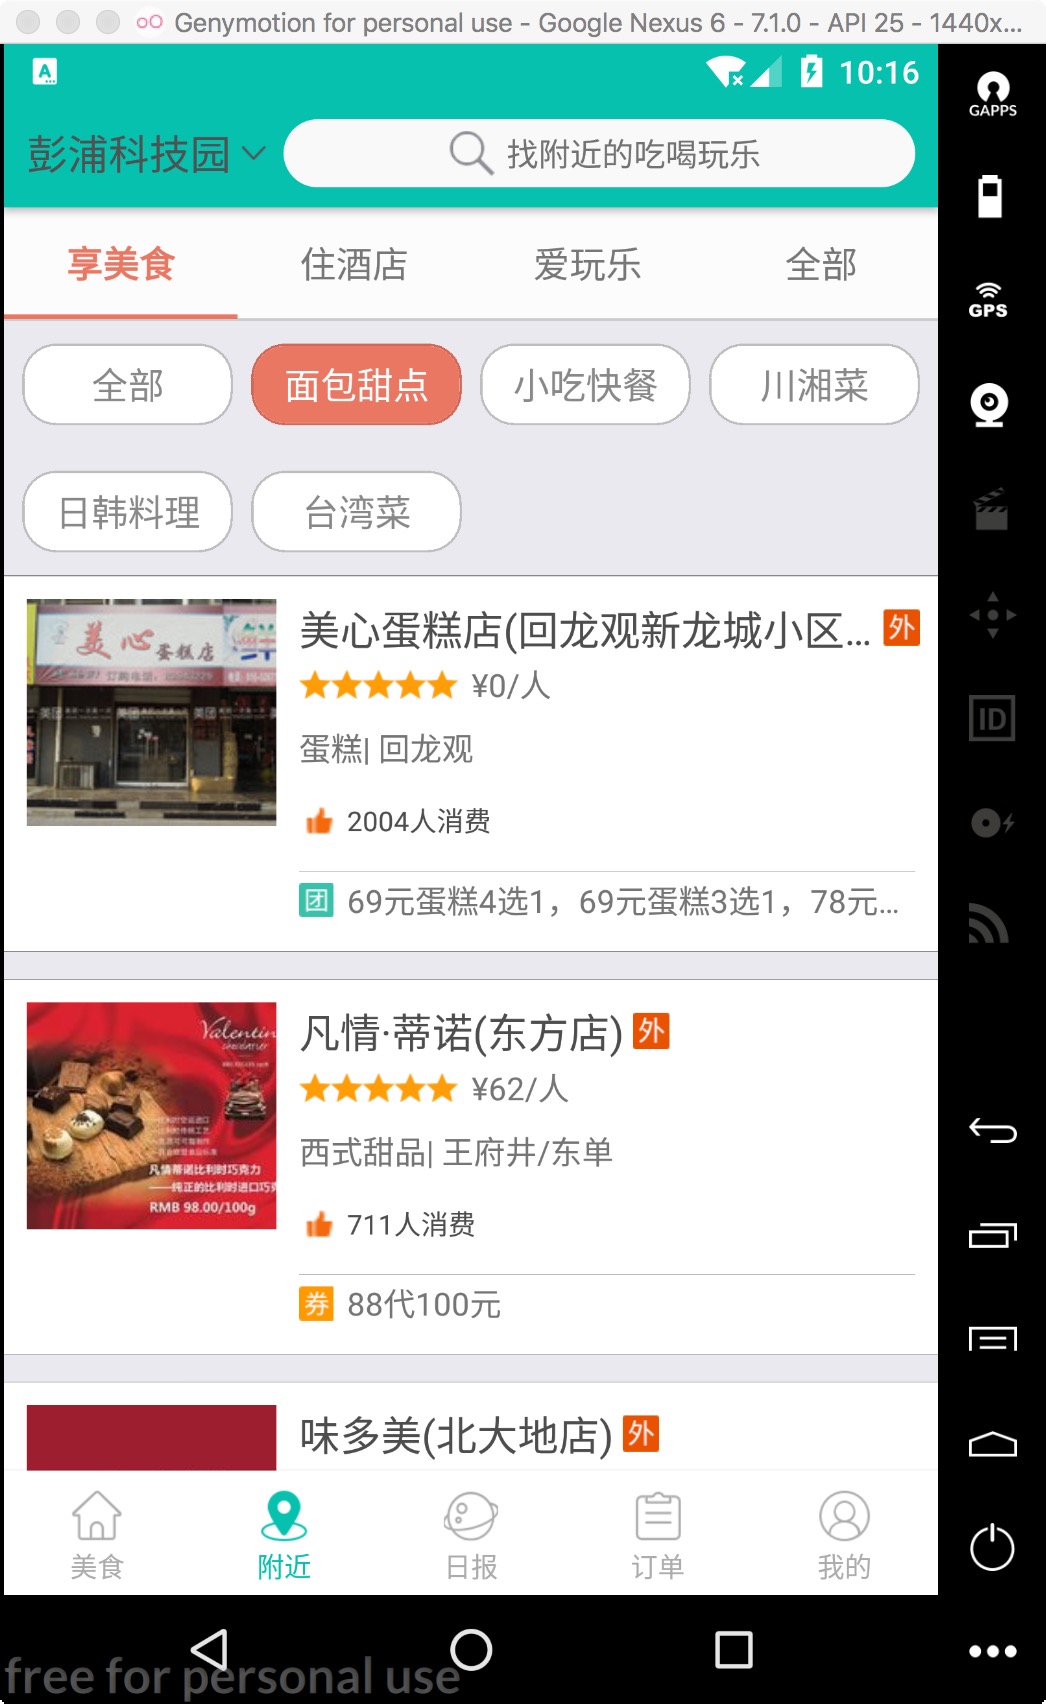 Genymotion for personal use - Google Nexus 6 - 7.1.0 - API 25 - 1440x...
A
10:16
GAPPS
彭浦科技园
找附近的吃喝玩乐
享美食 住酒店 爱玩乐 全部
GPS
全部 面包甜点 小吃快餐 川湘菜
日韩料理 台湾菜
美心蛋糕店(回龙观新龙城小区... 外
¥0/人
蛋糕| 回龙观
2004人消费
团 69元蛋糕4选1，69元蛋糕3选1，78元...
ID
美心蛋糕店
凡情·蒂诺(东方店) 外
¥62/人
西式甜品| 王府井/东单
711人消费
券 88代100元
Valentin
凡情蒂诺比利时巧克力
——纯正的比利时进口巧克
RMB 98.00/100g
味多美(北大地店) 外
美食 附近 日报 订单 我的
free for personal use